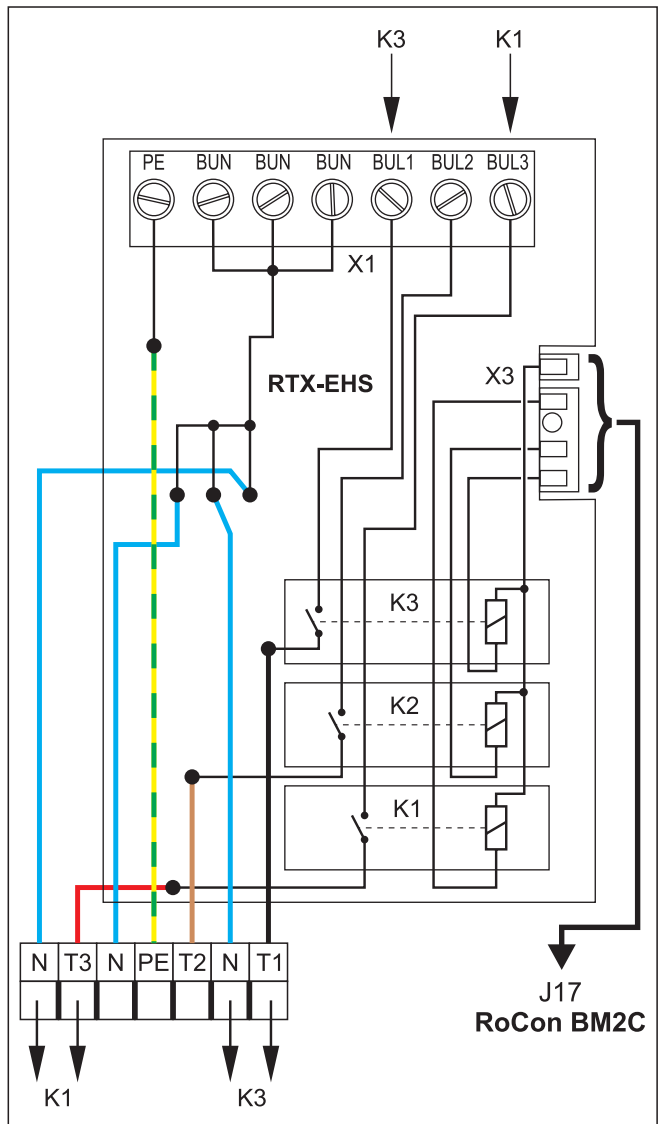 K3 K1
PE BUN BUN BUN BUL1 BUL2 BUL3
X1
RTX-EHS
X3
K3
K2
K1
N T3 N PE T2 N T1
J17
RoCon BM2C
K1 K3